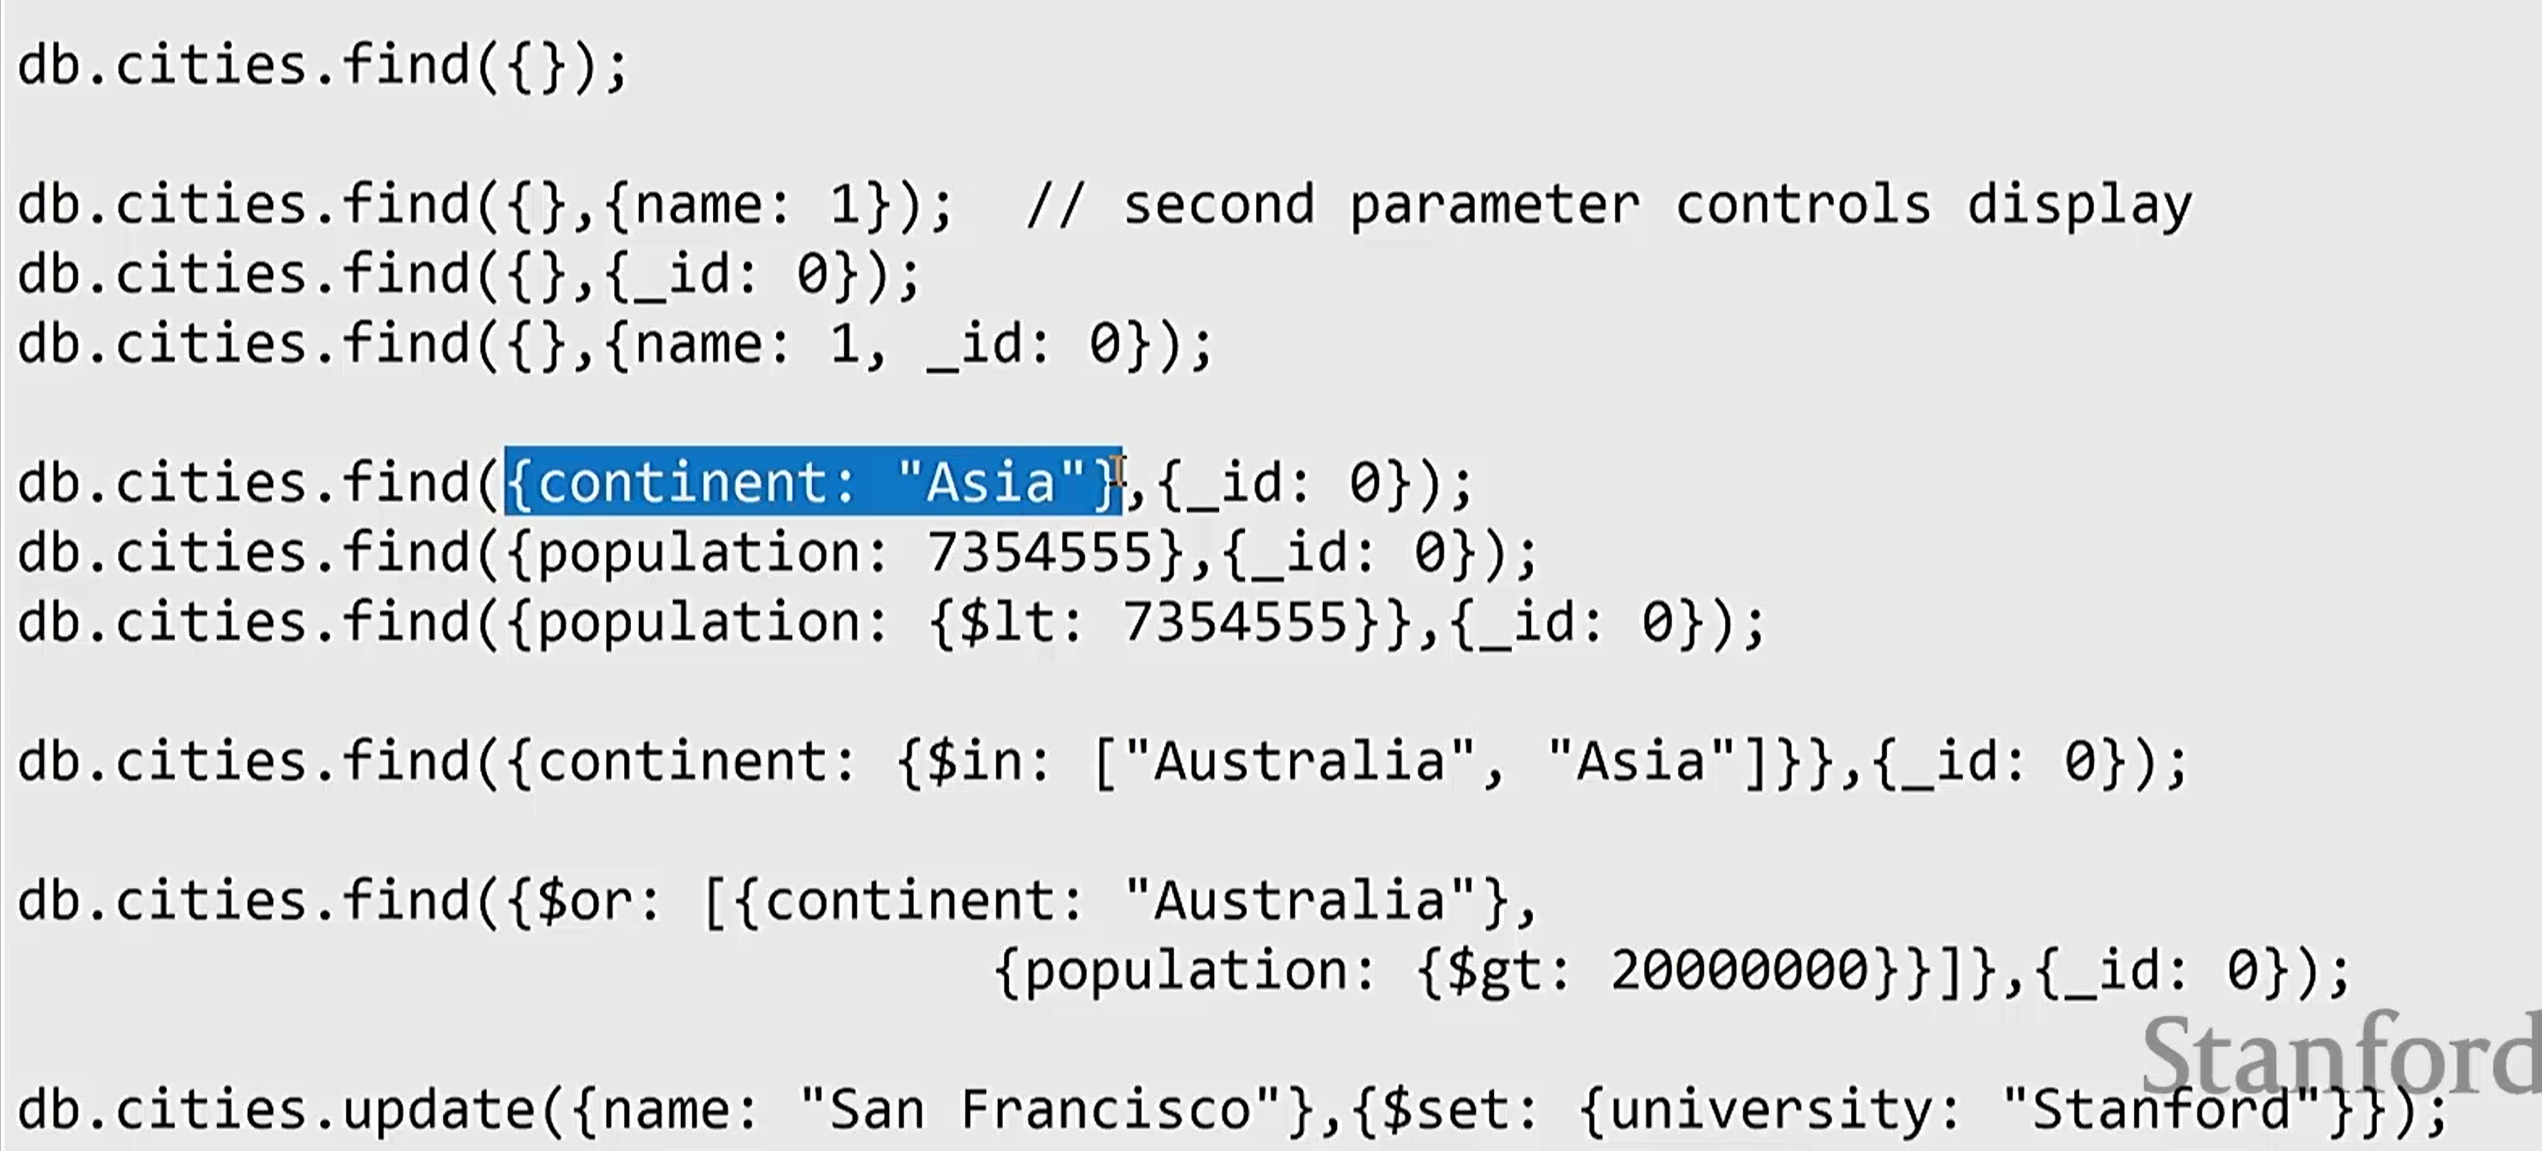 db.cities.find({});
db.cities.find({},{name: 1});  // second parameter controls display
db.cities.find({},{_id: 0});
db.cities.find({},{name: 1, _id: 0});
db.cities.find({continent: "Asia"},{_id: 0});
db.cities.find({population: 7354555},{_id: 0});
db.cities.find({population: {$lt: 7354555}},{_id: 0});
db.cities.find({continent: {$in: ["Australia", "Asia"]}},{_id: 0});
db.cities.find({$or: [{continent: "Australia"},
{population: {$gt: 20000000}}]},{_id: 0});
Stanford
db.cities.update({name: "San Francisco"},{$set: {university: "Stanford"}});